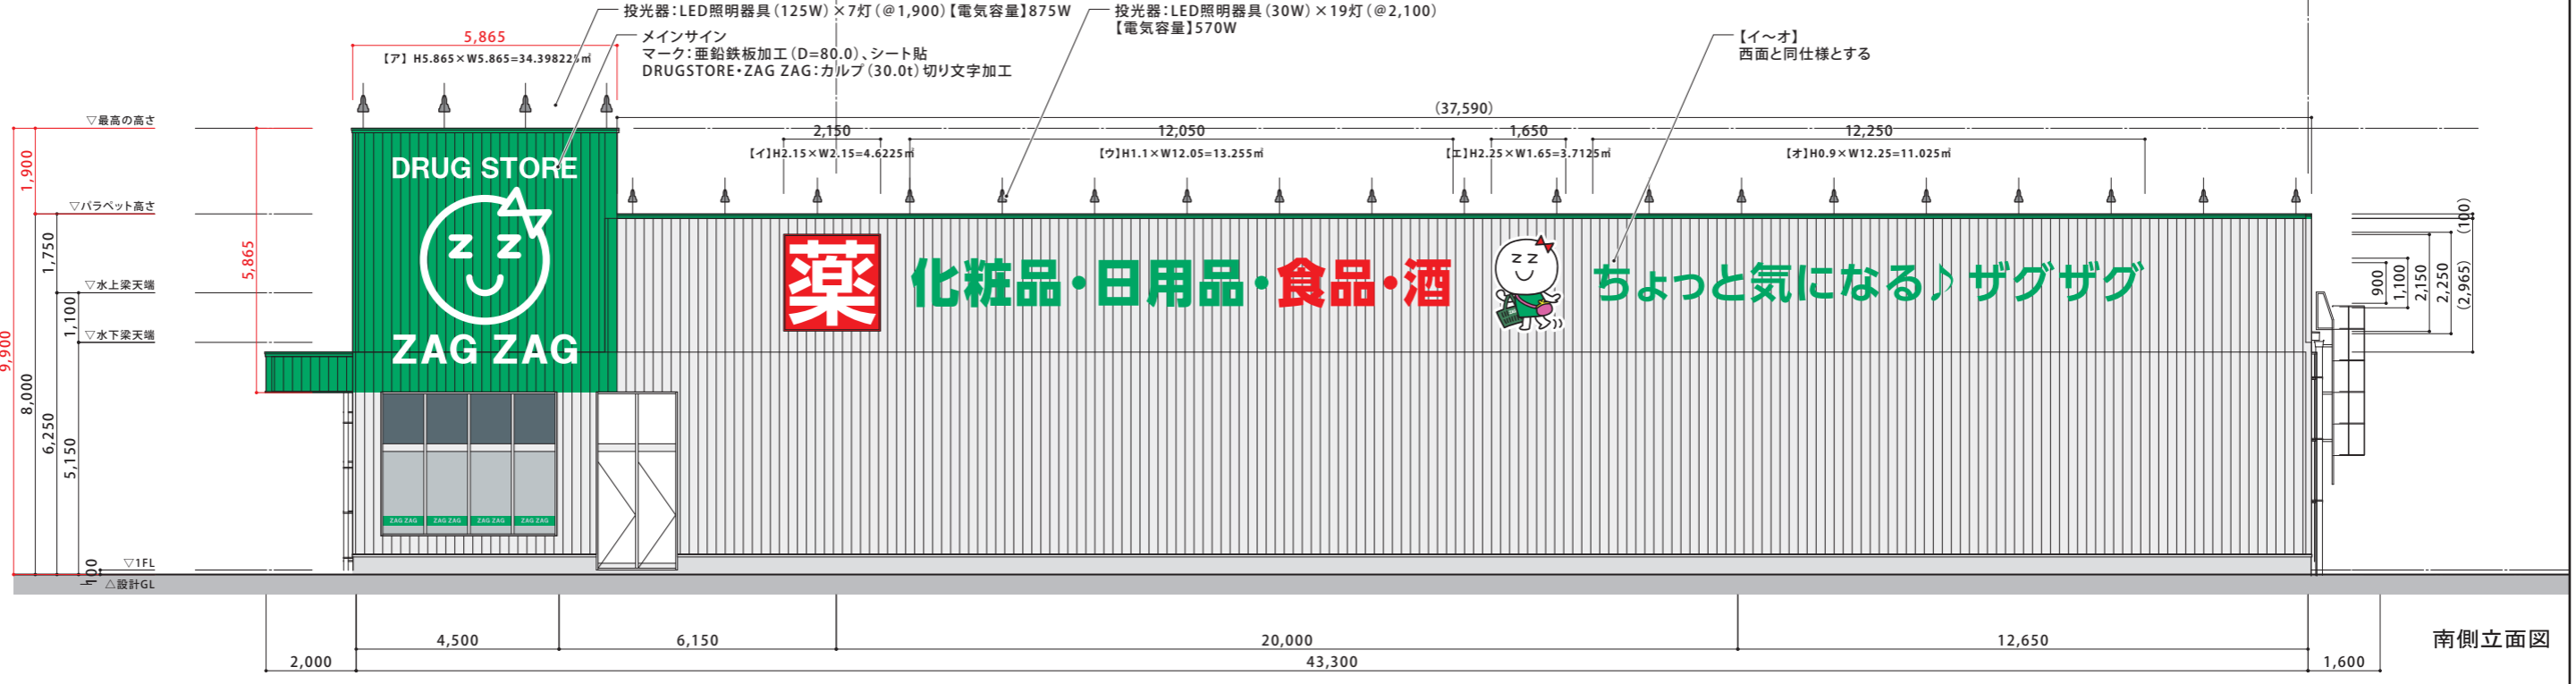 投光器:LED照明器具(125W)×7灯(@1,900)【電気容量】875W
投光器:LED照明器具(30W)×19灯(@2,100)
【電気容量】570W
メインサイン
マーク:亜鉛鉄板加工(D=80.0)、シート貼
DRUGSTORE・ZAG ZAG:カルプ(30.0t)切り文字加工
【イ〜オ】
西面と同仕様とする
5,865
【ア】 H5.865×W5.865=34.398225㎡
(37,590)
2,150
12,050
1,650
12,250
【イ】H2.15×W2.15=4.6225㎡
【ウ】H1.1×W12.05=13.255㎡
【エ】H2.25×W1.65=3.7125㎡
【オ】H0.9×W12.25=11.025㎡
▽最高の高さ
▽パラペット高さ
▽水上梁天端
▽水下梁天端
▽1FL
△設計GL
9,900
1,900
8,000
1,750
6,250
1,100
5,150
100
5,865
DRUG STORE
z z
ZAG ZAG
薬
化粧品・日用品・食品・酒
z z
ちょっと気になる♪ザグザグ
ZAG ZAG
ZAG ZAG
ZAG ZAG
ZAG ZAG
900
1,100
2,150
2,250
(2,965)
(100)
4,500
6,150
20,000
12,650
2,000
43,300
1,600
南側立面図